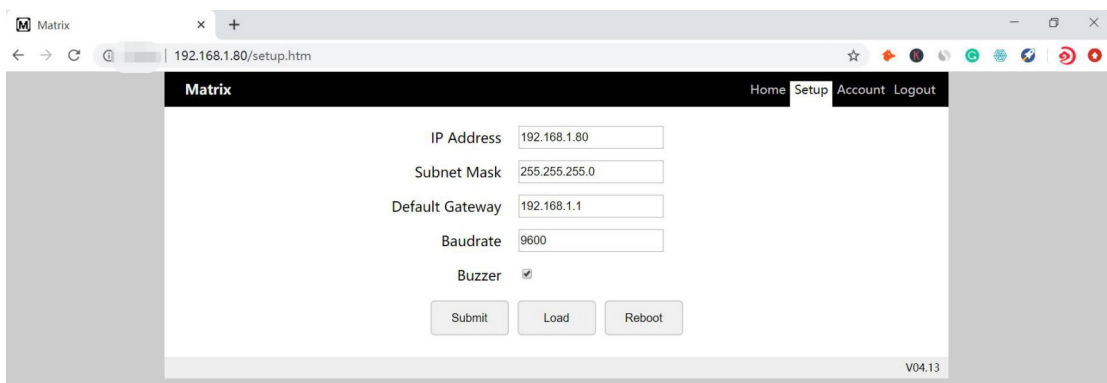 M Matrix
192.168.1.80/setup.htm
Matrix
Home Setup Account Logout
IP Address 192.168.1.80
Subnet Mask 255.255.255.0
Default Gateway 192.168.1.1
Baudrate 9600
Buzzer
Submit Load Reboot
V04.13